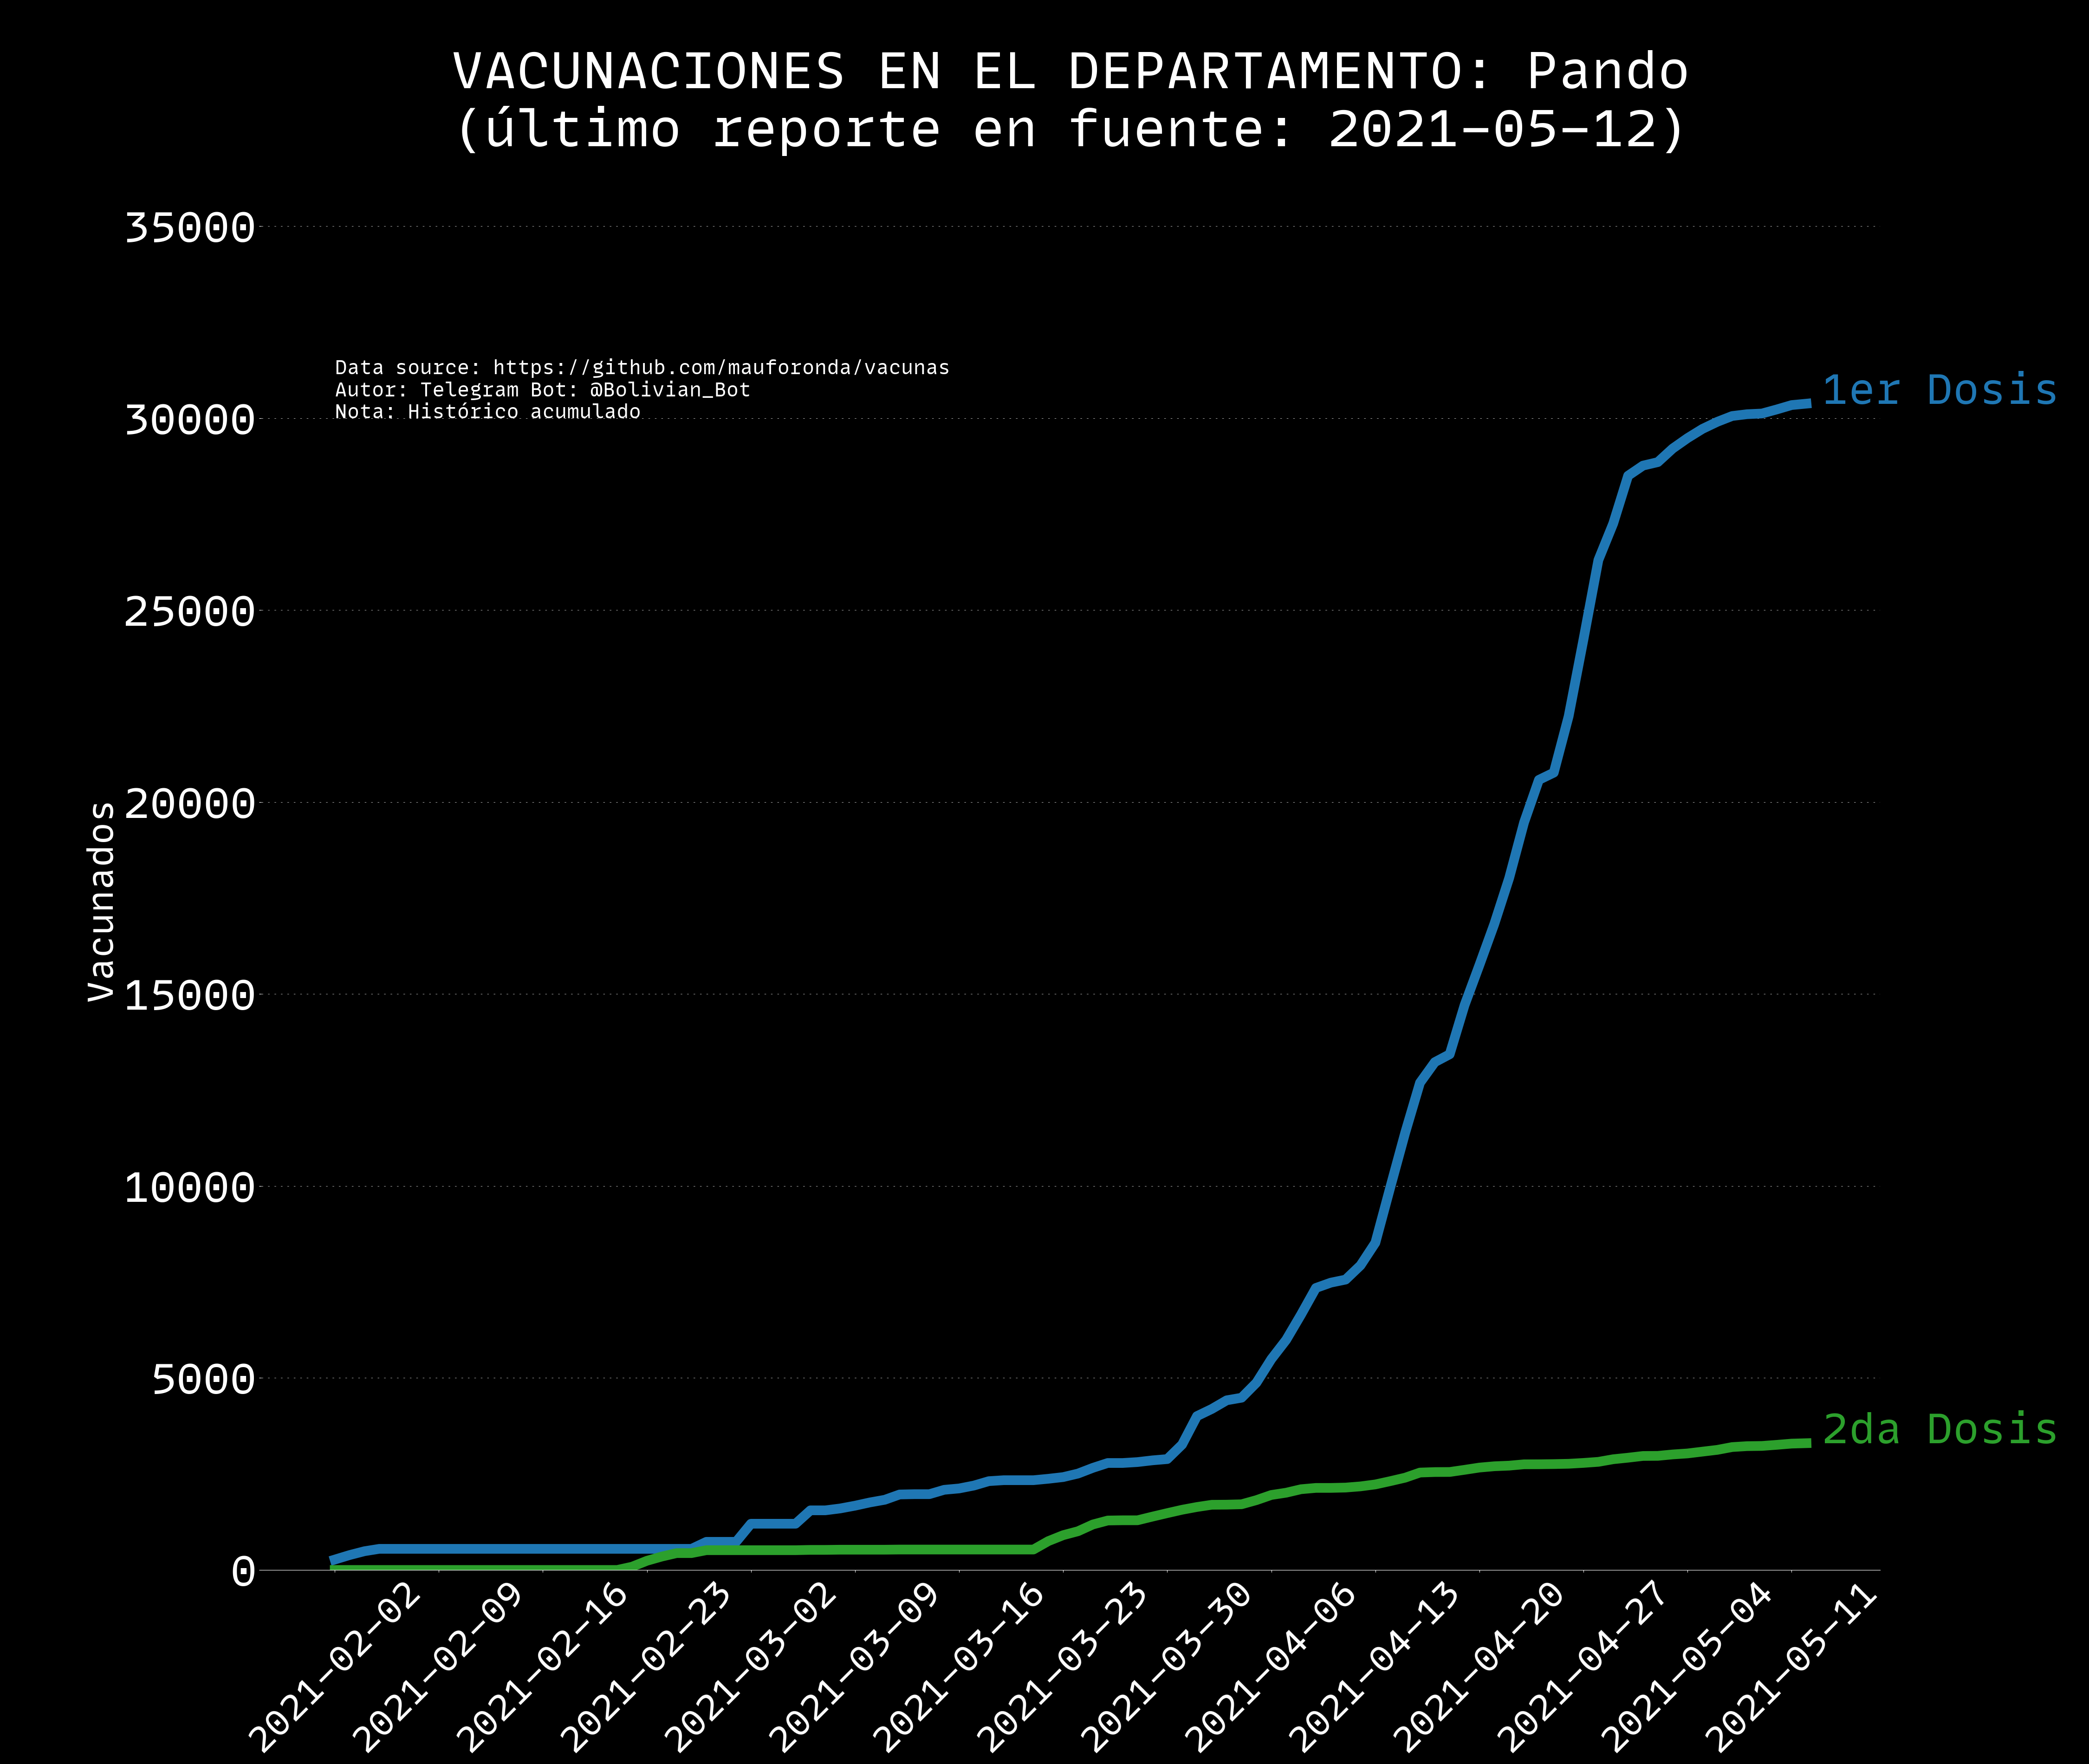 VACUNACIONES EN EL DEPARTAMENTO: Pando
(último reporte en fuente: 2021-05-12)
35000
Data source: https://github.com/mauforonda/vacunas
Autor: Telegram Bot: @Bolivian_Bot
Nota: Histórico acumulado
1er Dosis
30000
25000
20000
Vacunados
15000
10000
5000
2da Dosis
0
2021-02-02
2021-02-09
2021-02-16
2021-02-23
2021-03-02
2021-03-09
2021-03-16
2021-03-23
2021-03-30
2021-04-06
2021-04-13
2021-04-20
2021-04-27
2021-05-04
2021-05-11